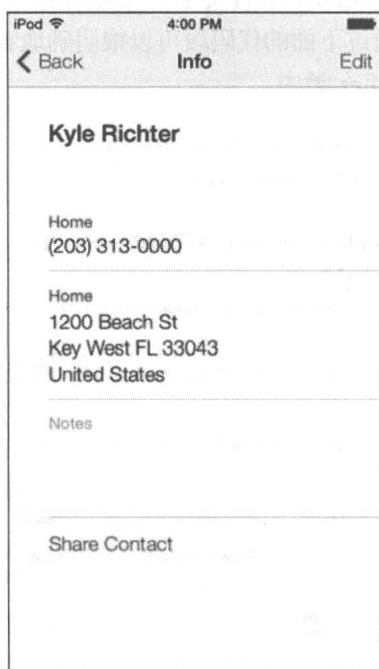 iPod 4:00 PM
Back Info Edit
Kyle Richter
Home
(203) 313-0000
Home
1200 Beach St
Key West FL 33043
United States
Notes
Share Contact